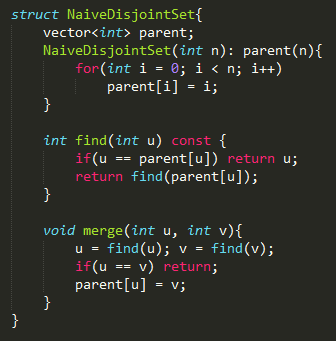 struct NaiveDisjointSet{
    vector<int> parent;
    NaiveDisjointSet(int n): parent(n){
        for(int i = 0; i < n; i++)
            parent[i] = i;
    }

    int find(int u) const {
        if(u == parent[u]) return u;
        return find(parent[u]);
    }

    void merge(int u, int v){
        u = find(u); v = find(v);
        if(u == v) return;
        parent[u] = v;
    }
}